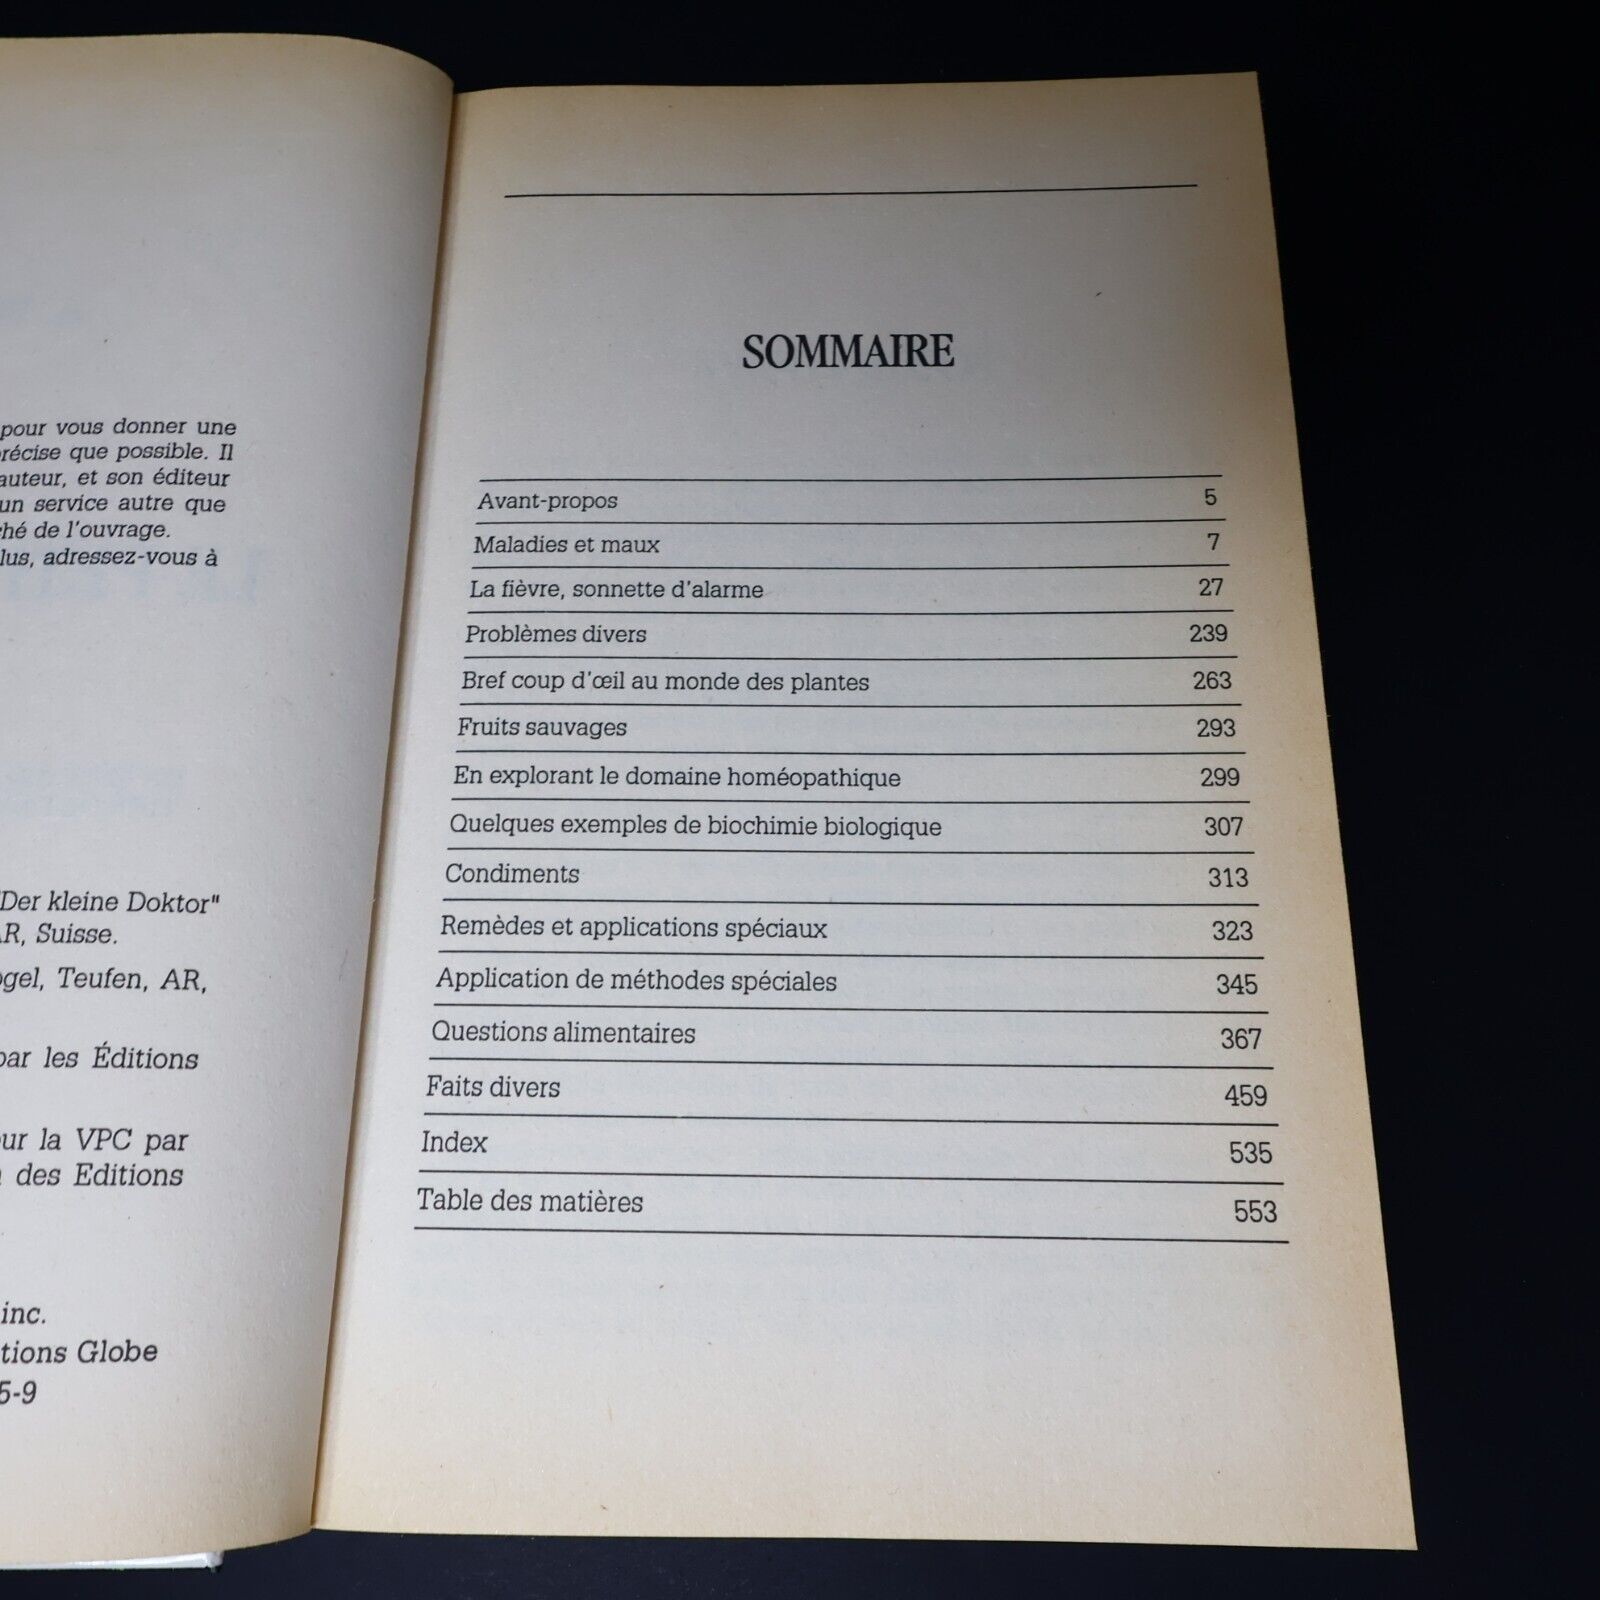 pour vous donner une
précise que possible. Il
auteur, et son éditeur
un service autre que
ché de l'ouvrage.
lus, adressez-vous à
"Der kleine Doktor"
AR, Suisse.
ogel, Teufen, AR,
par les Éditions
ur la VPC par
des Editions
inc.
tions Globe
5-9
SOMMAIRE
Avant-propos 5
Maladies et maux 7
La fièvre, sonnette d'alarme 27
Problèmes divers 239
Bref coup d'œil au monde des plantes 263
Fruits sauvages 293
En explorant le domaine homéopathique 299
Quelques exemples de biochimie biologique 307
Condiments 313
Remèdes et applications spéciaux 323
Application de méthodes spéciales 345
Questions alimentaires 367
Faits divers 459
Index 535
Table des matières 553